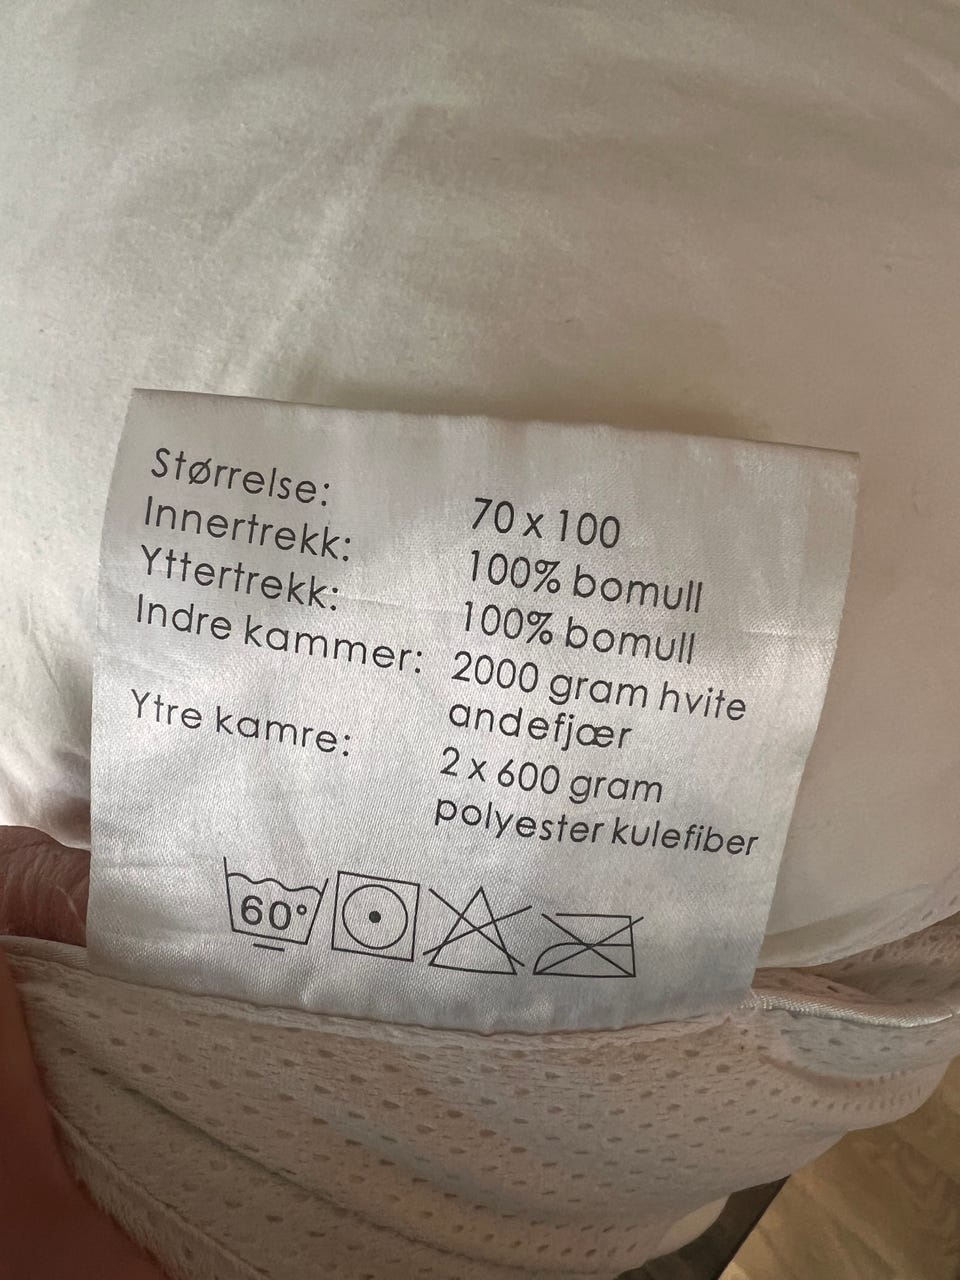 Størrelse: 70 x 100
Innertrekk: 100% bomull
Yttertrekk: 100% bomull
Indre kammer: 2000 gram hvite
andefjær
Ytre kamre: 2 x 600 gram
polyester kulefiber
60°